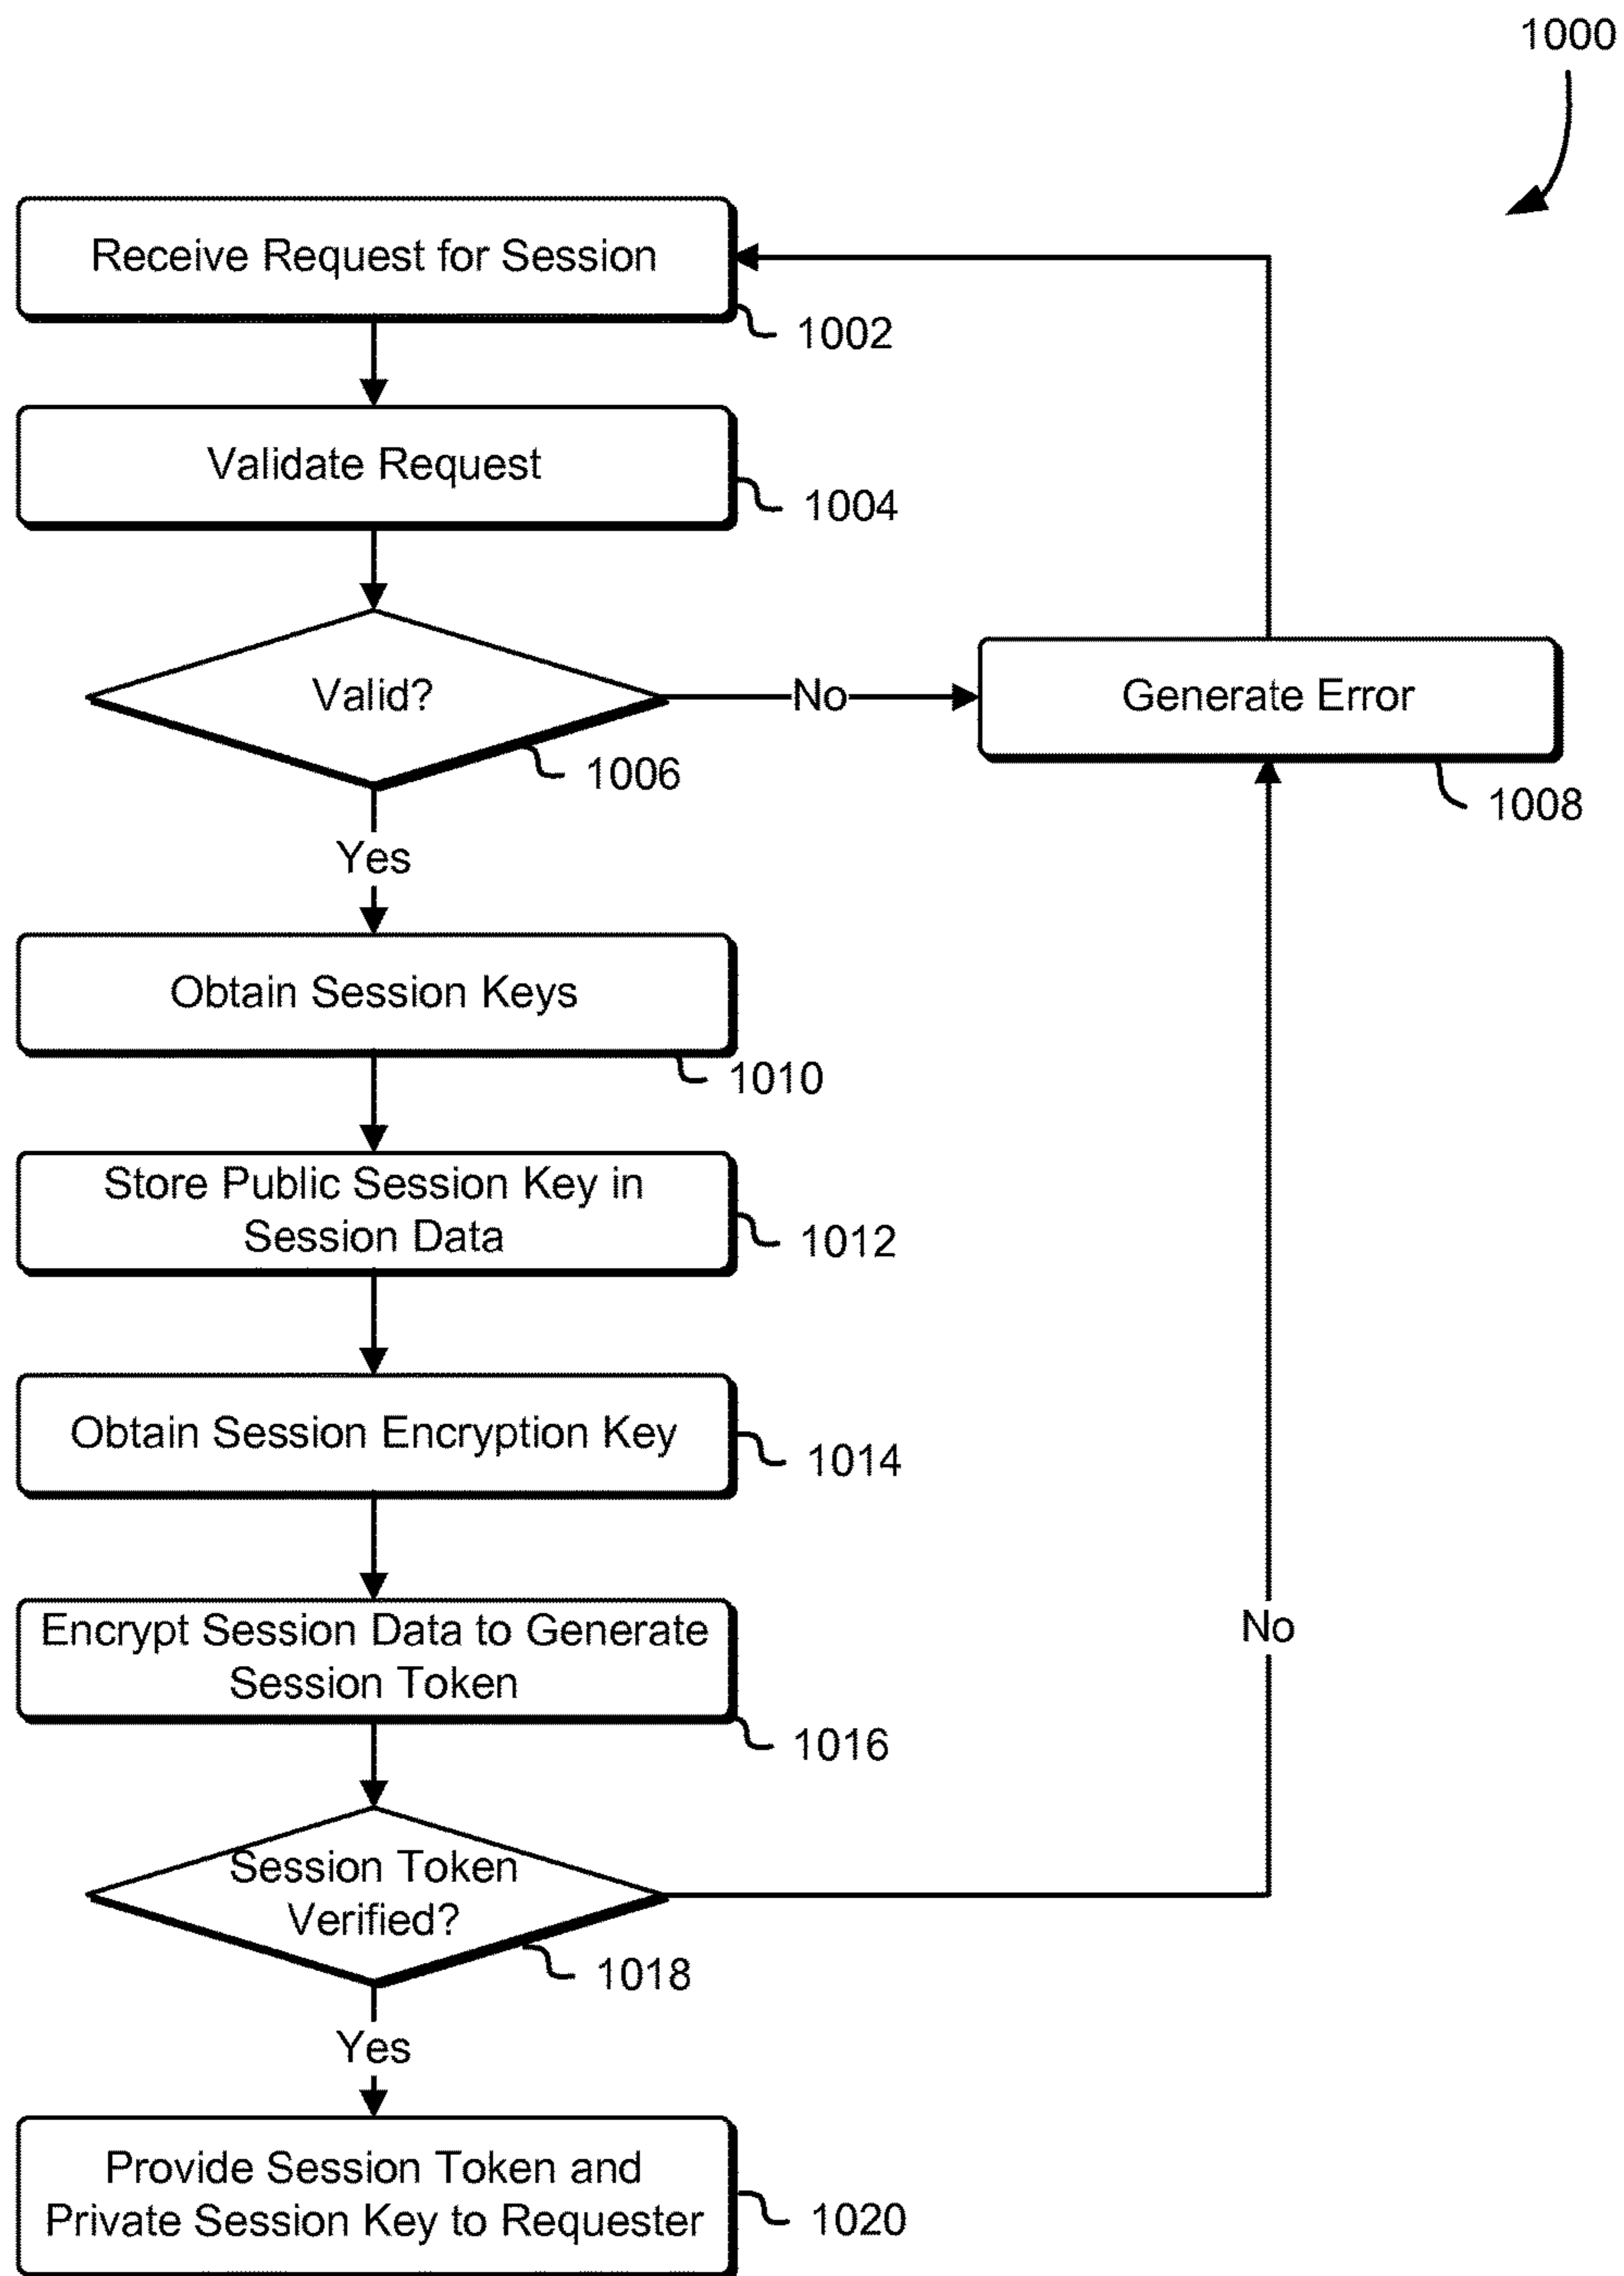 1000
Receive Request for Session
1002
Validate Request
1004
Valid?
No
Generate Error
1006
1008
Yes
Obtain Session Keys
1010
Store Public Session Key in
Session Data
1012
Obtain Session Encryption Key
1014
Encrypt Session Data to Generate
Session Token
No
1016
Session Token
Verified?
1018
Yes
Provide Session Token and
Private Session Key to Requester
1020